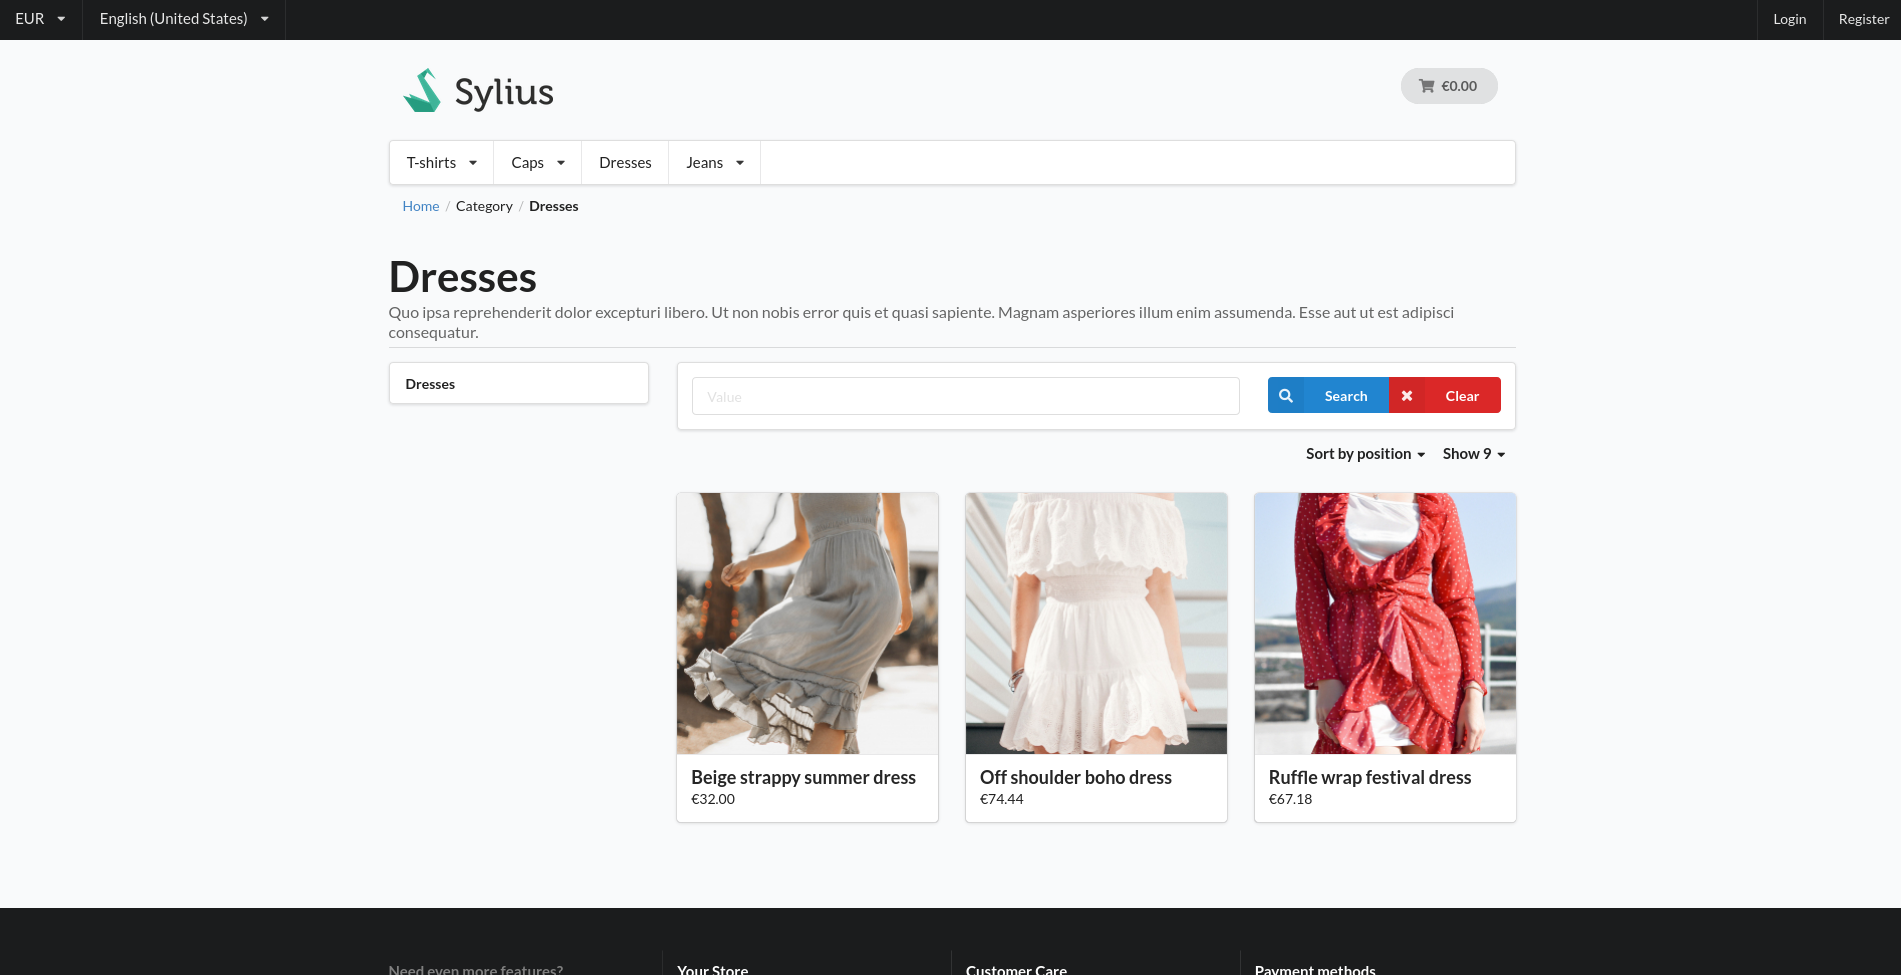 EUR English (United States) Login Register
Sylius €0.00
T-shirts Caps Dresses Jeans
Home / Category / Dresses
Dresses
Quo ipsa reprehenderit dolor excepturi libero. Ut non nobis error quis et quasi sapiente. Magnam asperiores illum enim assumenda. Esse aut ut est adipisci
consequatur.
Dresses
Value Search Clear
Sort by position Show 9
Beige strappy summer dress
€32.00
Off shoulder boho dress
€74.44
Ruffle wrap festival dress
€67.18
Need even more features? Your Store Customer Care Payment methods